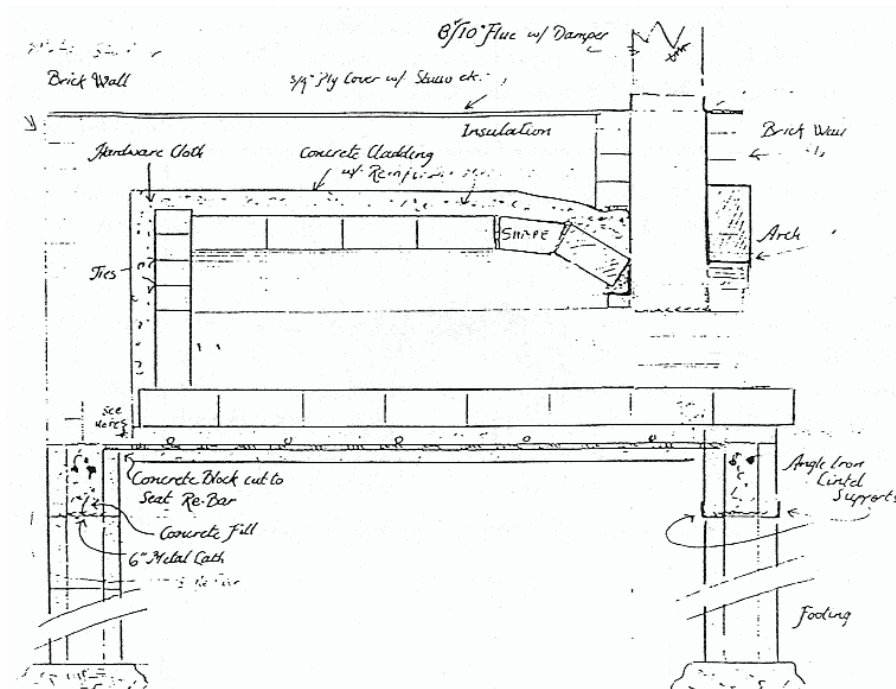 8"/10" Flue w/ Damper
Brick Wall
3/4" Ply Cover w/ Stucco etc.
Insulation
Brick Wall
Hardware Cloth
Concrete Cladding
w/
SHAPE
Arch
Ties
See
Notes
Concrete Block cut to
Seat Re-Bar
Concrete Fill
6" Metal Lath
Angle Iron
Lintel
Supports
Footing